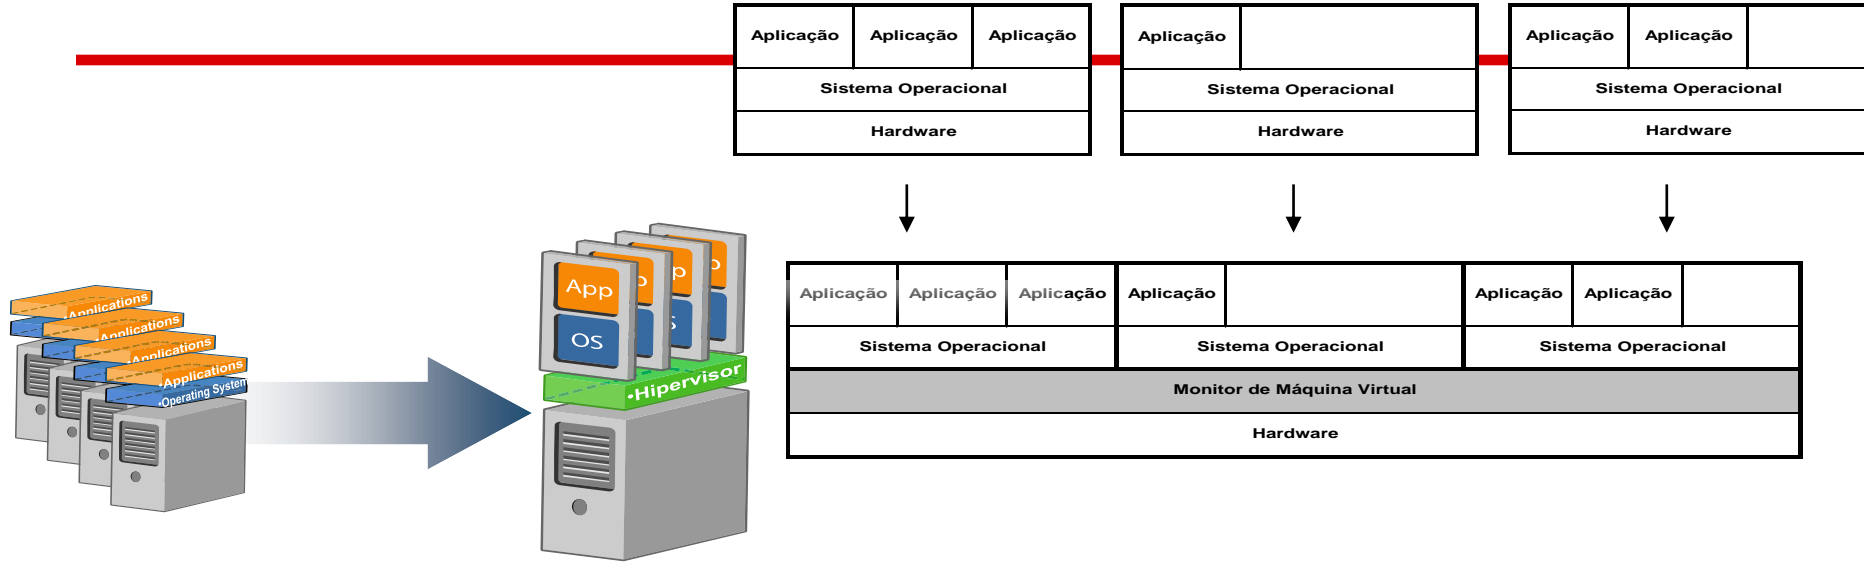 Aplicação Aplicação Aplicação
Sistema Operacional
Hardware
Aplicação
Sistema Operacional
Hardware
Aplicação Aplicação
Sistema Operacional
Hardware
•Applications
•Applications
•Applications
•Applications
•Operating System
App
OS
•Hipervisor
Aplicação Aplicação Aplicação Aplicação Aplicação Aplicação
Sistema Operacional Sistema Operacional Sistema Operacional
Monitor de Máquina Virtual
Hardware